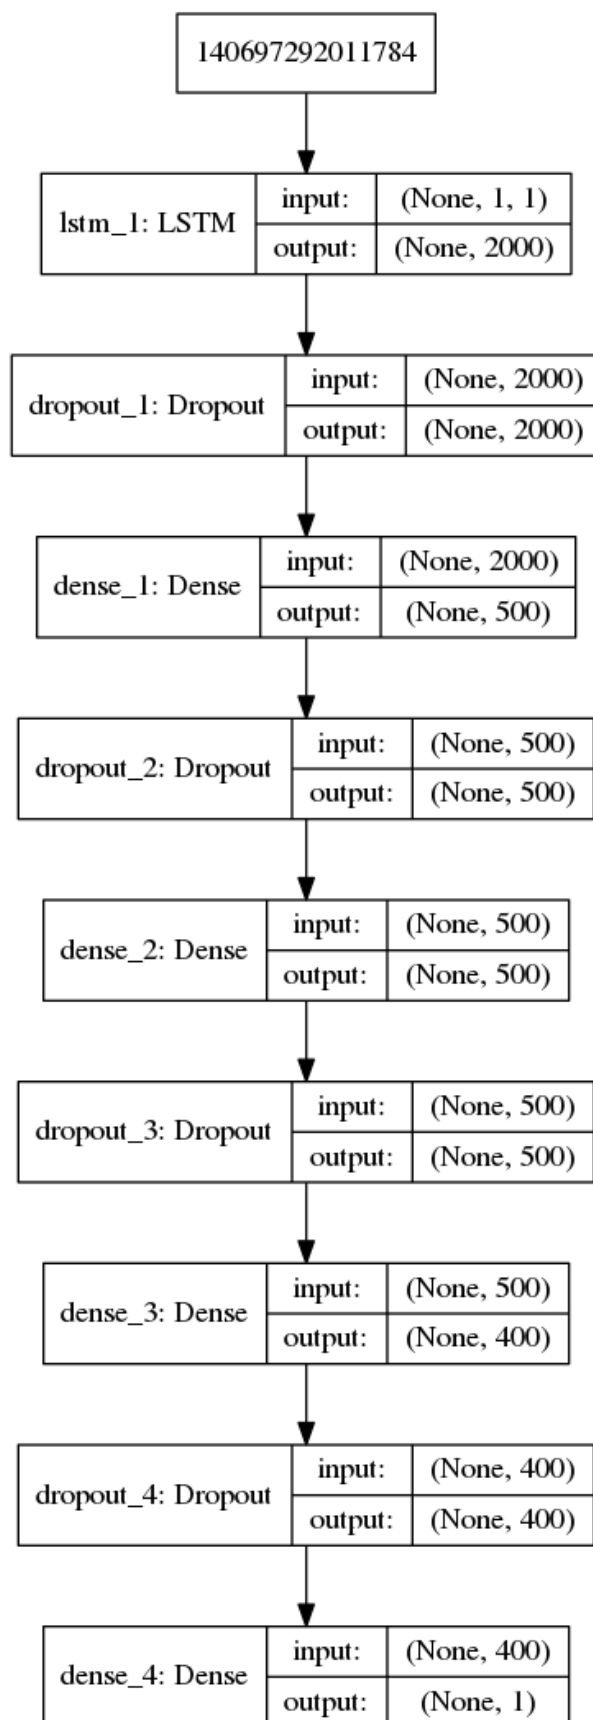 140697292011784
lstm_1: LSTM
input:
(None, 1, 1)
output:
(None, 2000)
dropout_1: Dropout
input:
(None, 2000)
output:
(None, 2000)
dense_1: Dense
input:
(None, 2000)
output:
(None, 500)
dropout_2: Dropout
input:
(None, 500)
output:
(None, 500)
dense_2: Dense
input:
(None, 500)
output:
(None, 500)
dropout_3: Dropout
input:
(None, 500)
output:
(None, 500)
dense_3: Dense
input:
(None, 500)
output:
(None, 400)
dropout_4: Dropout
input:
(None, 400)
output:
(None, 400)
dense_4: Dense
input:
(None, 400)
output:
(None, 1)